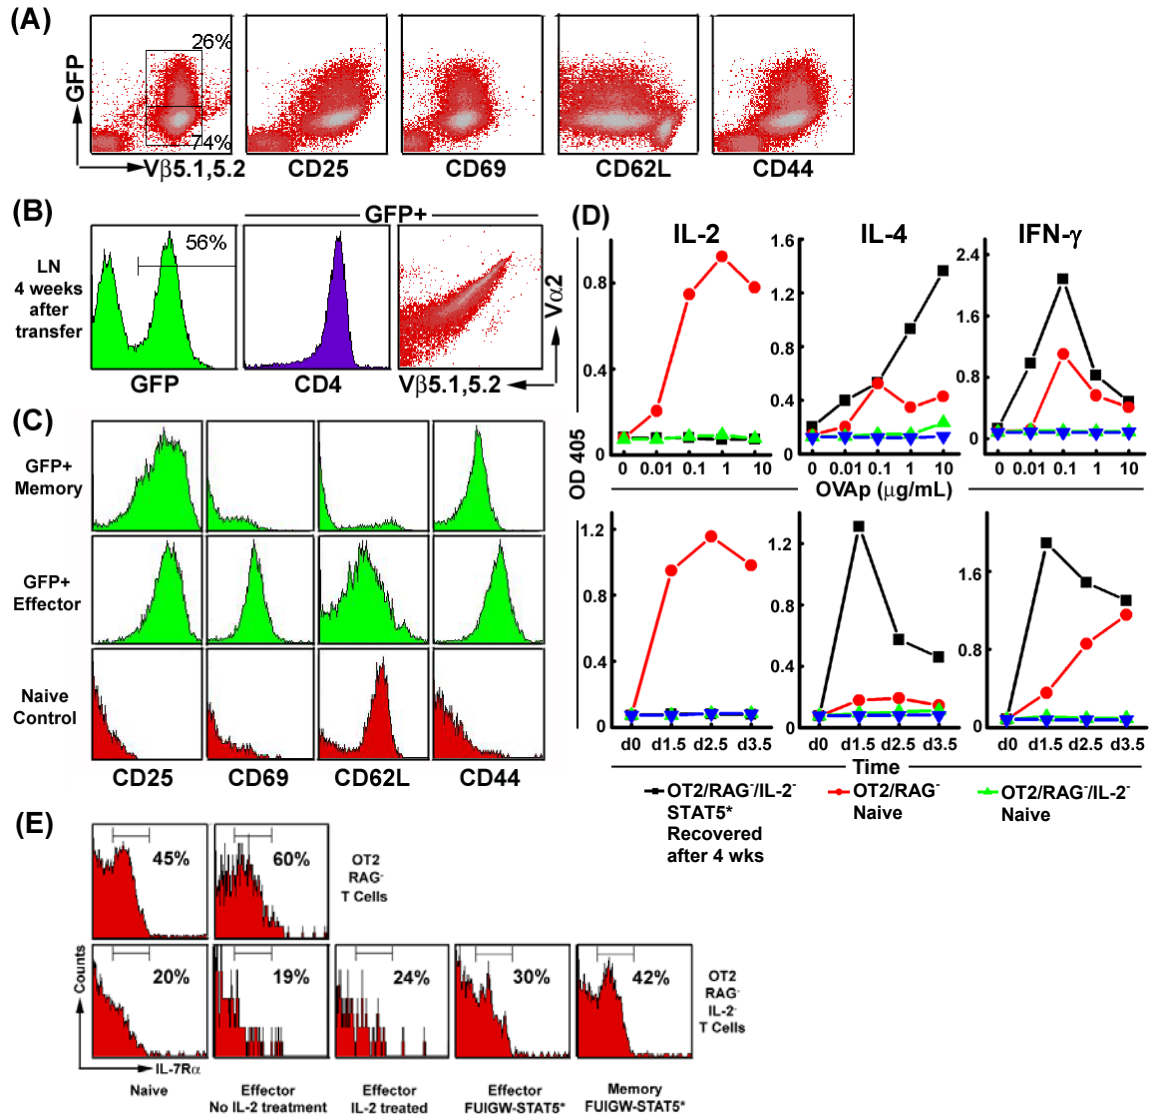 (A)
GFP
26%
74%
Vβ5.1,5.2
CD25
CD69
CD62L
CD44
(B)
GFP+
LN
4 weeks
after
transfer
56%
GFP
CD4
Vβ5.1,5.2
Vα2
(C)
GFP+
Memory
GFP+
Effector
Naive
Control
CD25
CD69
CD62L
CD44
(D)
IL-2
IL-4
IFN-γ
OD 405
0.8
0.4
0
0 0.01 0.1 1 10
1.6
1.2
0.8
0.4
0
0 0.01 0.1 1 10
2.4
1.6
0.8
0
0 0.01 0.1 1 10
OVAp (μg/mL)
1.2
0.8
0.4
0
d0 d1.5 d2.5 d3.5
1.2
0.8
0.4
0
d0 d1.5 d2.5 d3.5
1.6
0.8
0
d0 d1.5 d2.5 d3.5
Time
OT2/RAG-/IL-2-
STAT5*
Recovered
after 4 wks
OT2/RAG-
Naive
OT2/RAG-/IL-2-
Naive
(E)
45%
60%
OT2
RAG-
T Cells
20%
19%
24%
30%
42%
OT2
RAG-
IL-2-
T Cells
Counts
IL-7Rα
Naive
Effector
No IL-2 treatment
Effector
IL-2 treated
Effector
FUIGW-STAT5*
Memory
FUIGW-STAT5*